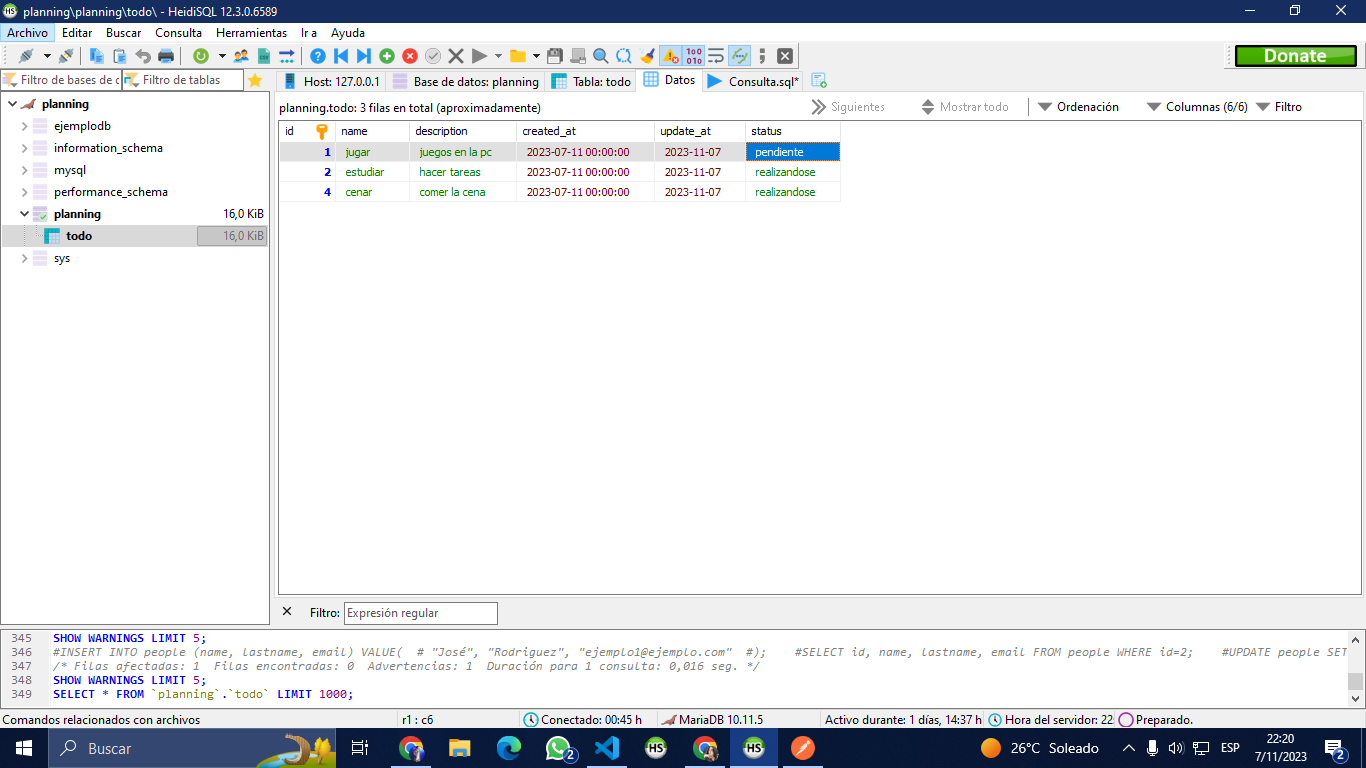 planning\planning\todo\ - HeidiSQL 12.3.0.6589
Archivo Editar Buscar Consulta Herramientas Ir a Ayuda
Donate
Filtro de bases de d Filtro de tablas
Host: 127.0.0.1 Base de datos: planning Tabla: todo Datos Consulta.sql*
planning
ejemplodb
information_schema
mysql
performance_schema
planning 16,0 KiB
todo 16,0 KiB
sys
planning.todo: 3 filas en total (aproximadamente) Siguientes Mostrar todo Ordenación Columnas (6/6) Filtro
id name description created_at update_at status
1 jugar juegos en la pc 2023-07-11 00:00:00 2023-11-07 pendiente
2 estudiar hacer tareas 2023-07-11 00:00:00 2023-11-07 realizandose
4 cenar comer la cena 2023-07-11 00:00:00 2023-11-07 realizandose
Filtro: Expresión regular
345 SHOW WARNINGS LIMIT 5;
346 #INSERT INTO people (name, lastname, email) VALUE( # "José", "Rodriguez", "ejemplo1@ejemplo.com" #); #SELECT id, name, lastname, email FROM people WHERE id=2; #UPDATE people SET
347 /* Filas afectadas: 1 Filas encontradas: 0 Advertencias: 1 Duración para 1 consulta: 0,016 seg. */
348 SHOW WARNINGS LIMIT 5;
349 SELECT * FROM `planning`.`todo` LIMIT 1000;
Comandos relacionados con archivos r1 : c6 Conectado: 00:45 h MariaDB 10.11.5 Activo durante: 1 días, 14:37 h Hora del servidor: 22 Preparado.
Buscar 2 HS HS 26°C Soleado ESP 22:20
7/11/2023 2